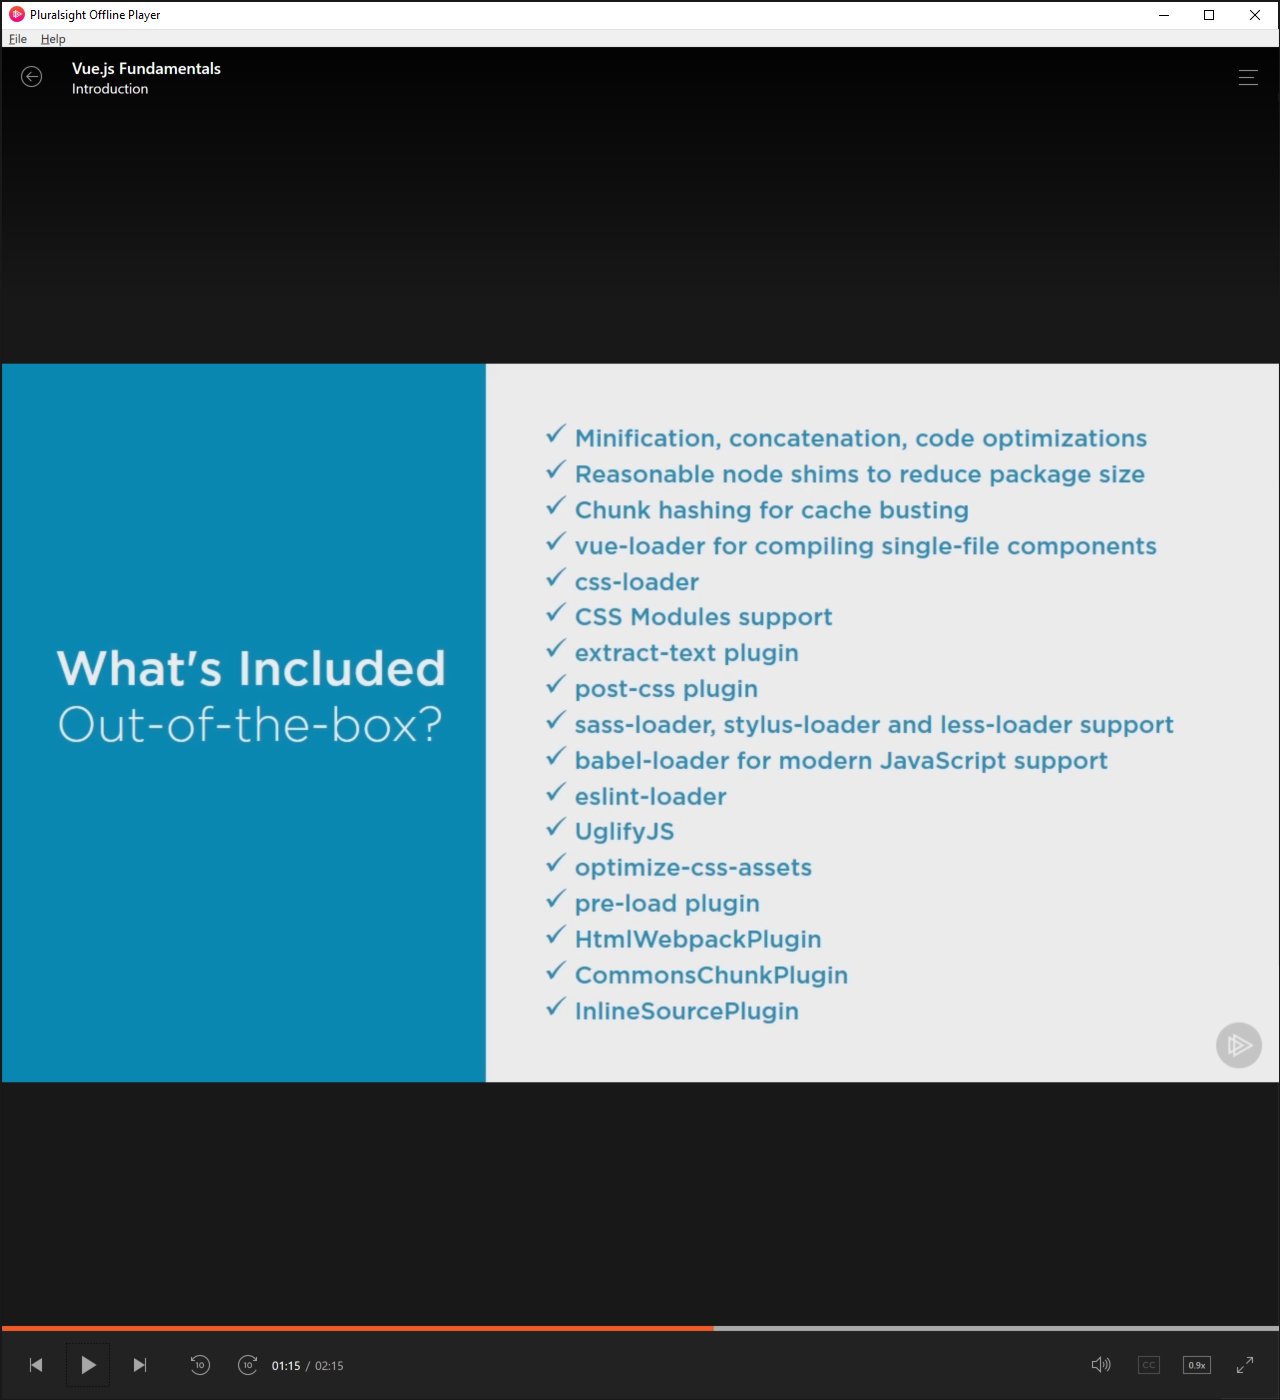 Pluralsight Offline Player
File Help
Vue.js Fundamentals
Introduction
What's Included
Out-of-the-box?
✓ Minification, concatenation, code optimizations
✓ Reasonable node shims to reduce package size
✓ Chunk hashing for cache busting
✓ vue-loader for compiling single-file components
✓ css-loader
✓ CSS Modules support
✓ extract-text plugin
✓ post-css plugin
✓ sass-loader, stylus-loader and less-loader support
✓ babel-loader for modern JavaScript support
✓ eslint-loader
✓ UglifyJS
✓ optimize-css-assets
✓ pre-load plugin
✓ HtmlWebpackPlugin
✓ CommonsChunkPlugin
✓ InlineSourcePlugin
10 10 01:15 / 02:15 CC 0.9x